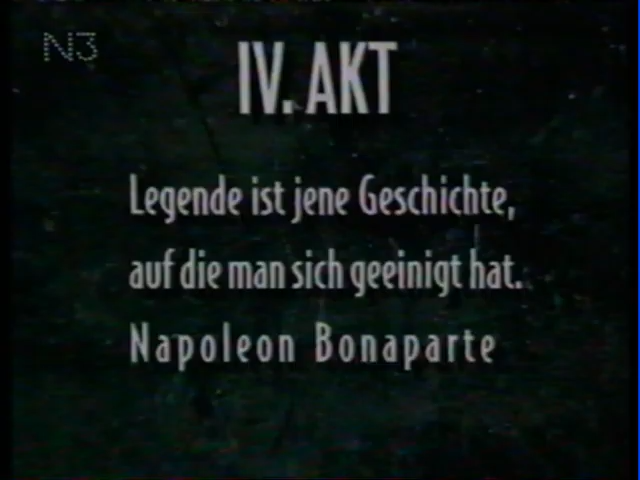 N3
IV. AKT
Legende ist jene Geschichte,
auf die man sich geeinigt hat.
Napoleon Bonaparte